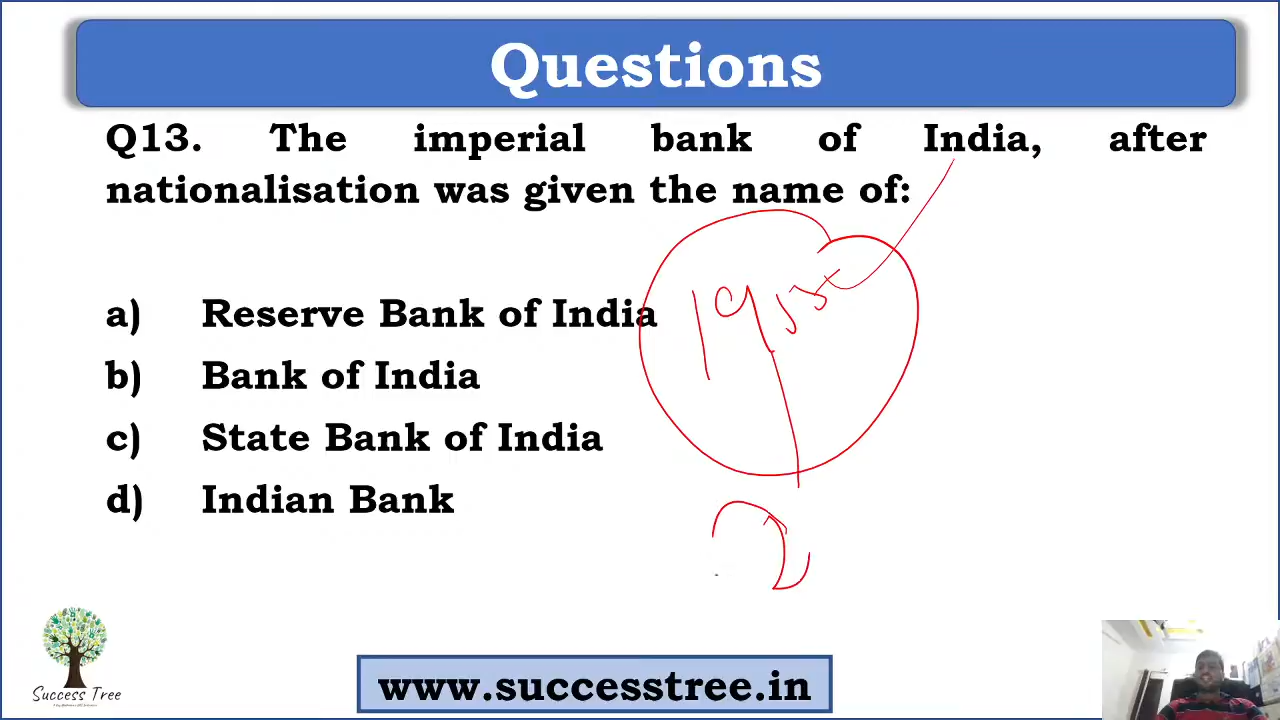 Questions
Q13. The imperial bank of India, after
nationalisation was given the name of:
a) Reserve Bank of India
b) Bank of India
c) State Bank of India
d) Indian Bank
1955
Success Tree
www.successtree.in